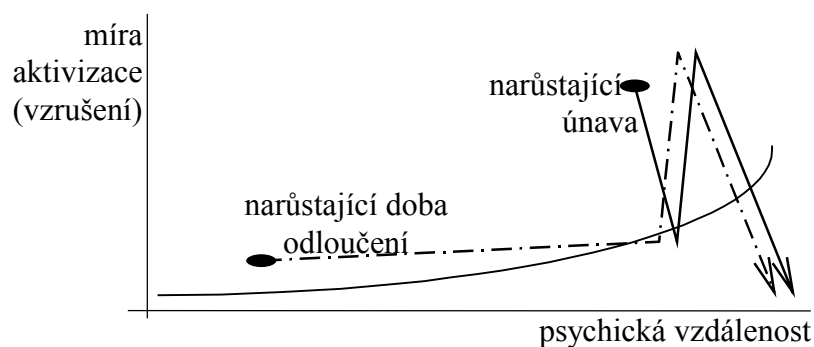 míra
aktivizace
(vzrušení)
narůstající
únava
narůstající doba
odloučení
psychická vzdálenost